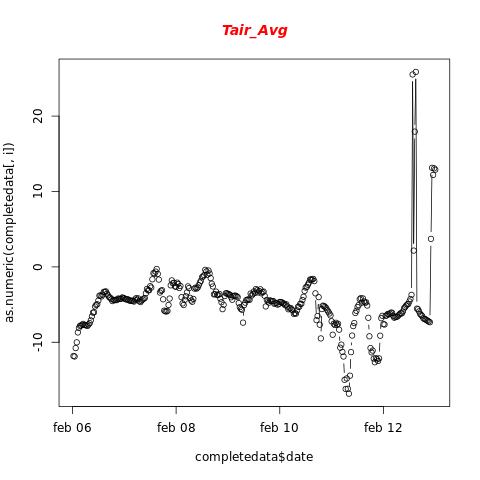 Tair_Avg
as.numeric(completedata[, i])
20
10
0
-10
feb 06
feb 08
feb 10
feb 12
completedata$date